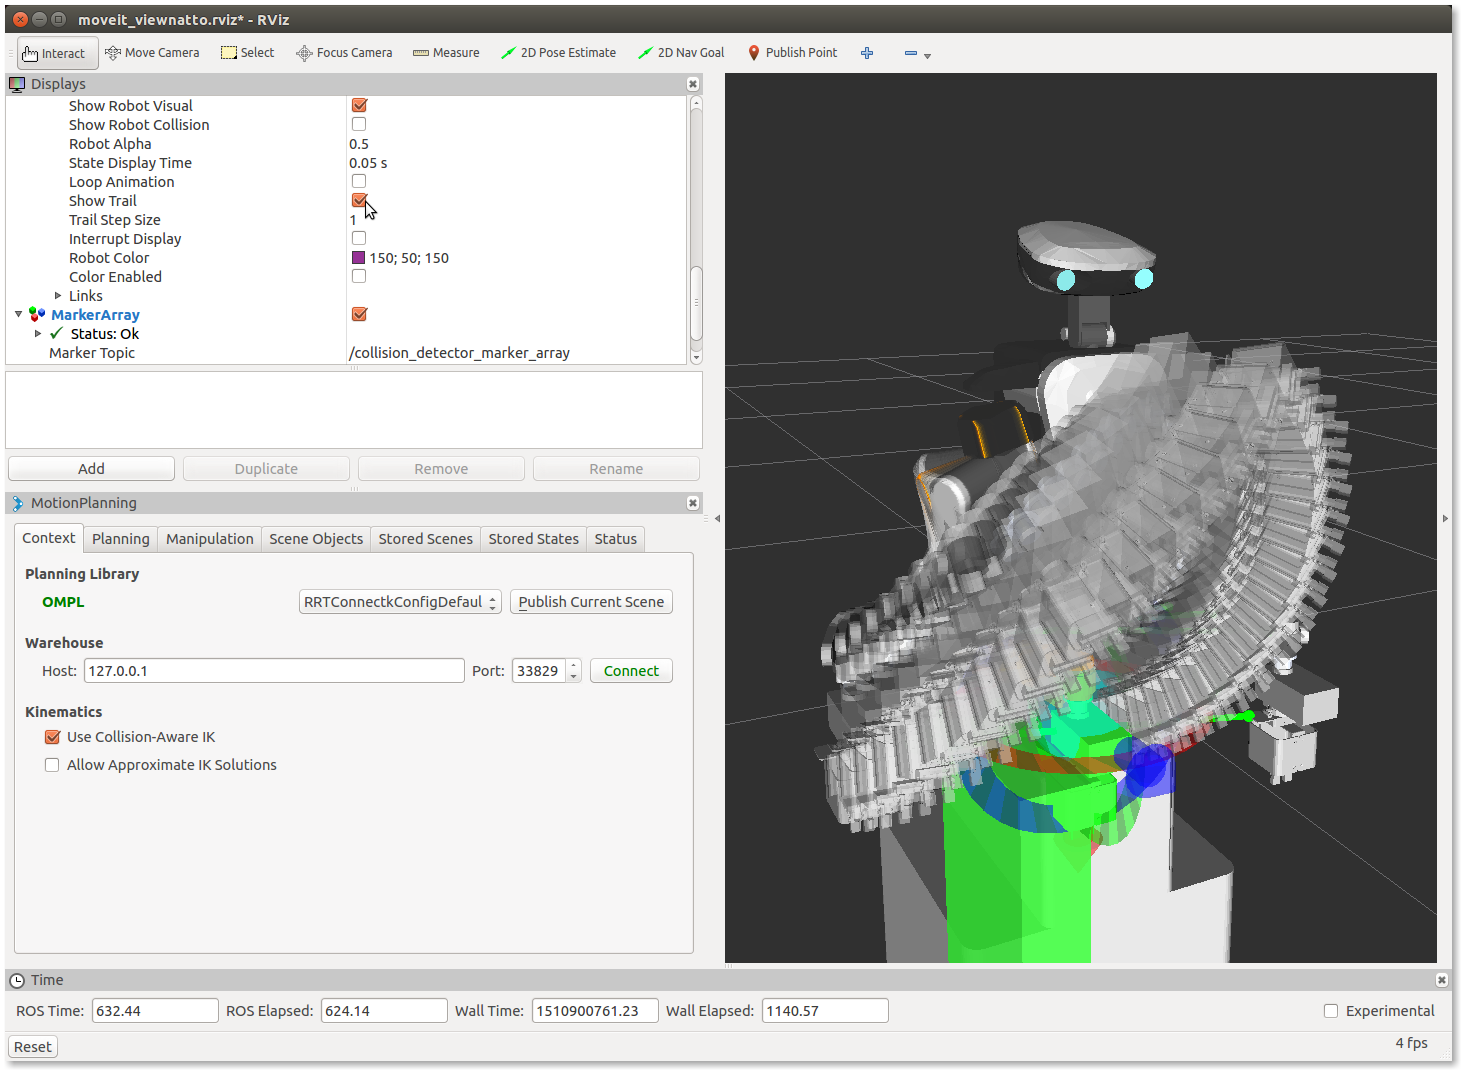 moveit_viewnatto.rviz* - RViz
Interact Move Camera Select Focus Camera Measure 2D Pose Estimate 2D Nav Goal Publish Point
Displays
Show Robot Visual
Show Robot Collision
Robot Alpha 0.5
State Display Time 0.05 s
Loop Animation
Show Trail
Trail Step Size 1
Interrupt Display
Robot Color 150; 50; 150
Color Enabled
Links
MarkerArray
Status: Ok
Marker Topic /collision_detector_marker_array
Add Duplicate Remove Rename
MotionPlanning
Context Planning Manipulation Scene Objects Stored Scenes Stored States Status
Planning Library
OMPL RRTConnectkConfigDefaul Publish Current Scene
Warehouse
Host: 127.0.0.1 Port: 33829 Connect
Kinematics
Use Collision-Aware IK
Allow Approximate IK Solutions
Time
ROS Time: 632.44 ROS Elapsed: 624.14 Wall Time: 1510900761.23 Wall Elapsed: 1140.57 Experimental
Reset 4 fps